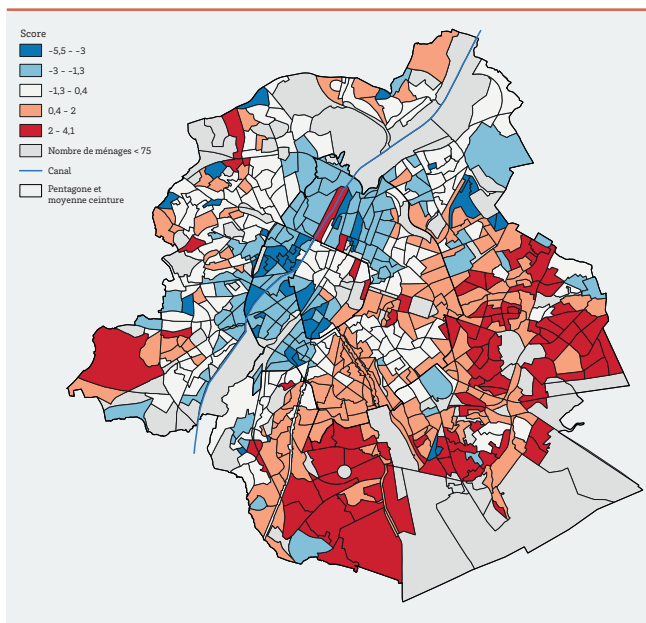 Score
-5,5 – -3
-3 – -1,3
-1,3 – 0,4
0,4 – 2
2 – 4,1
Nombre de ménages < 75
Canal
Pentagone et
moyenne ceinture